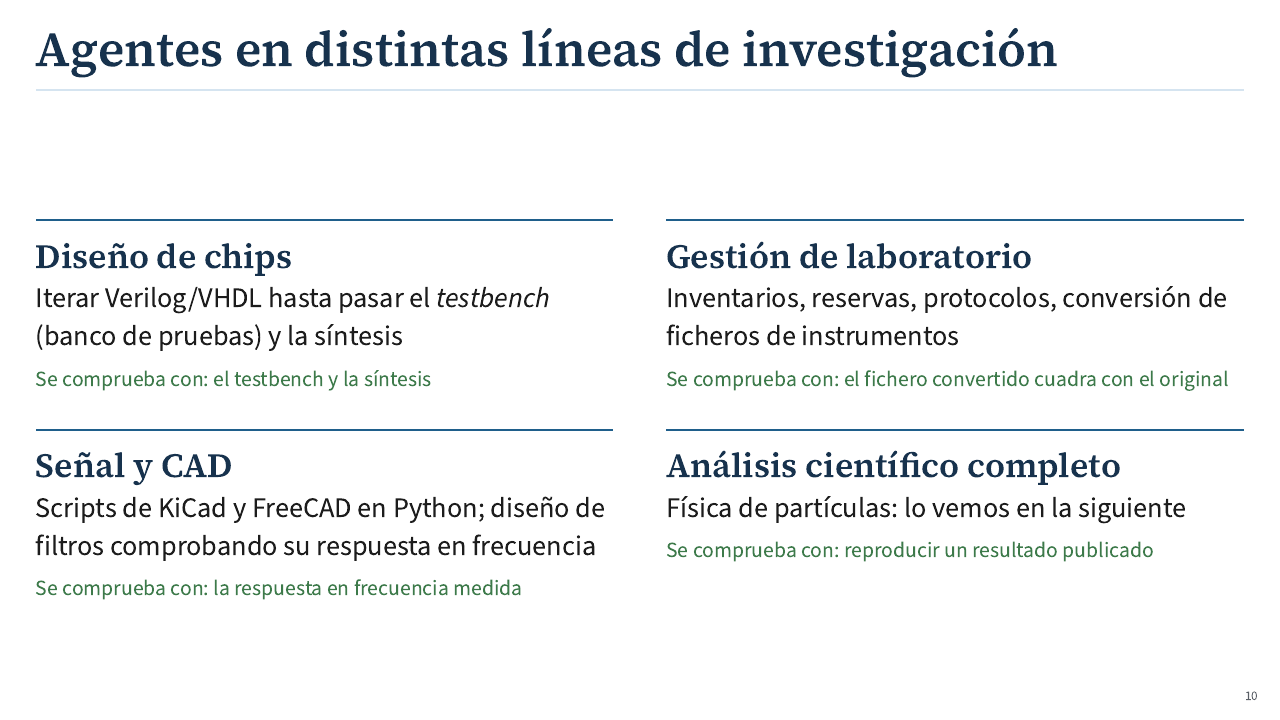 Agentes en distintas líneas de investigación
Diseño de chips
Iterar Verilog/VHDL hasta pasar el testbench
(banco de pruebas) y la síntesis
Se comprueba con: el testbench y la síntesis
Gestión de laboratorio
Inventarios, reservas, protocolos, conversión de
ficheros de instrumentos
Se comprueba con: el fichero convertido cuadra con el original
Señal y CAD
Scripts de KiCad y FreeCAD en Python; diseño de
filtros comprobando su respuesta en frecuencia
Se comprueba con: la respuesta en frecuencia medida
Análisis científico completo
Física de partículas: lo vemos en la siguiente
Se comprueba con: reproducir un resultado publicado
10